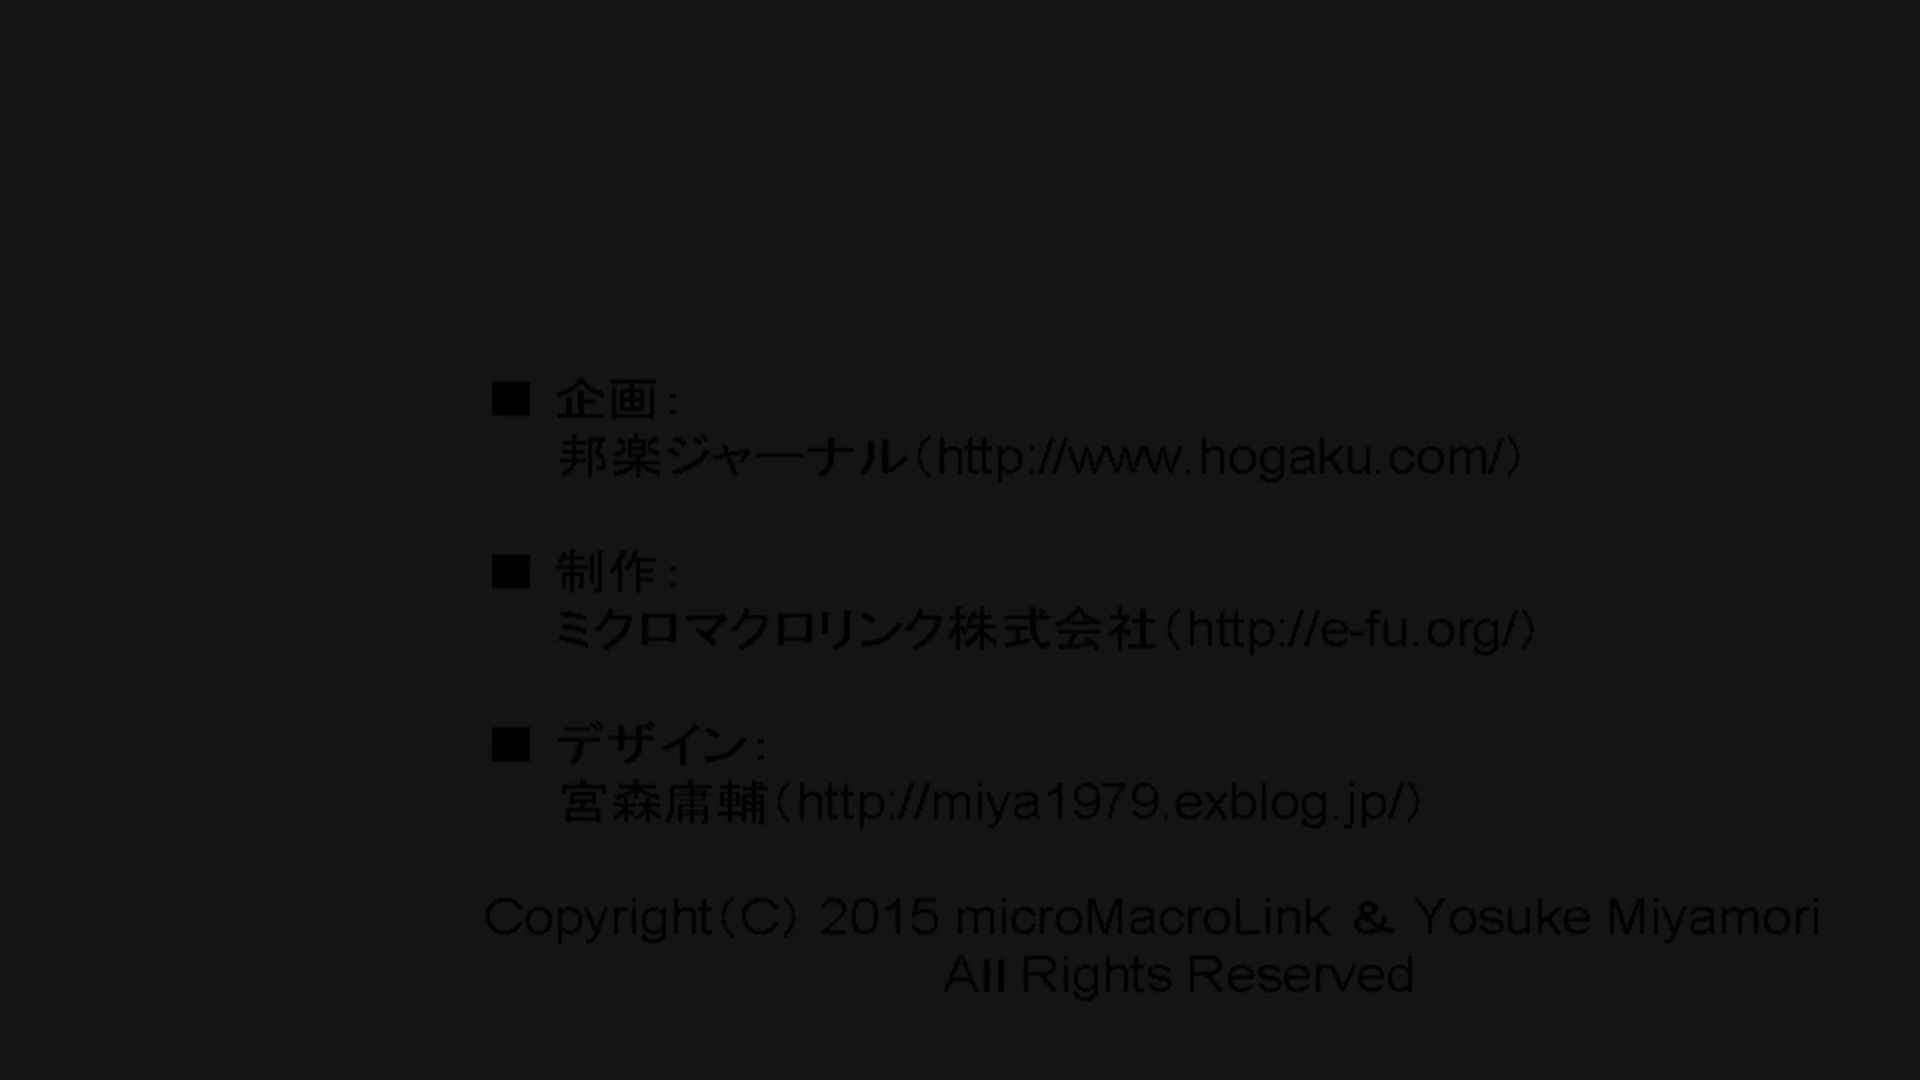 ■ 企画：
邦楽ジャーナル（http://www.hogaku.com/）
■ 制作：
ミクロマクロリンク株式会社（http://e-fu.org/）
■ デザイン：
宮森庸輔（http://miya1979.exblog.jp/）
Copyright（C） 2015 microMacroLink ＆ Yosuke Miyamori
All Rights Reserved